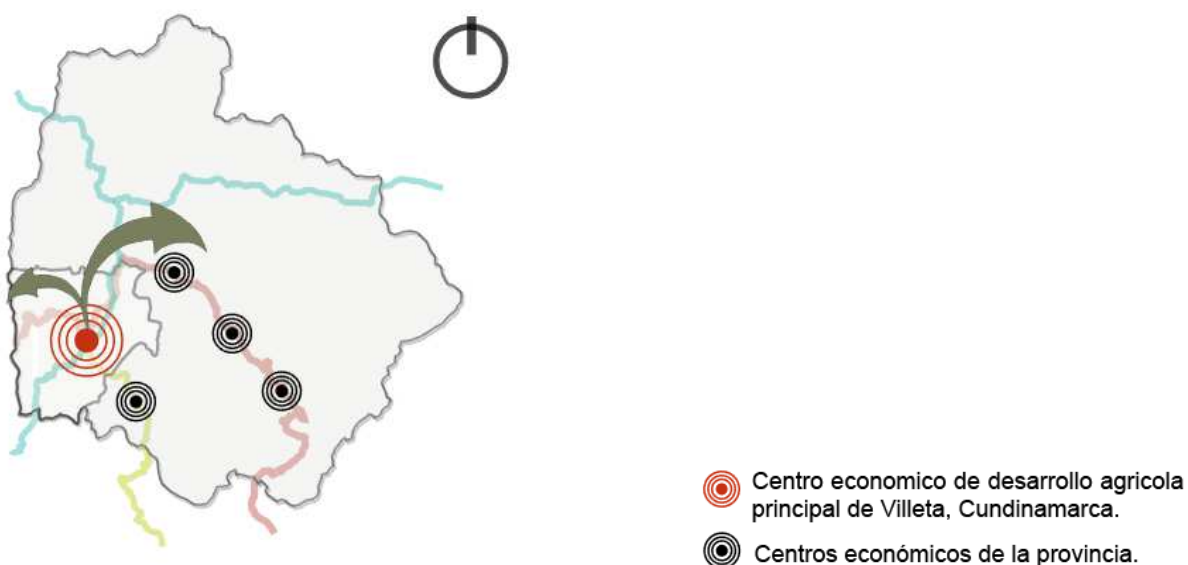 Centro economico de desarrollo agricola
principal de Villeta, Cundinamarca.
Centros económicos de la provincia.